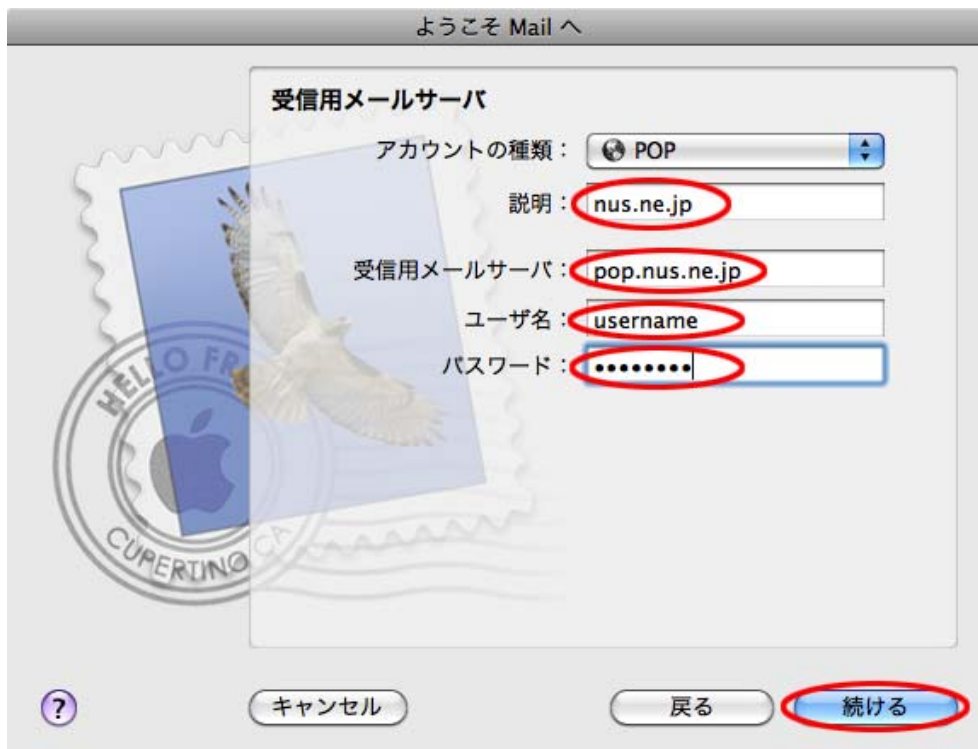 ようこそ Mail へ
受信用メールサーバ
アカウントの種類： POP
説明： nus.ne.jp
受信用メールサーバ： pop.nus.ne.jp
ユーザ名： username
パスワード： ••••••••
HELLO FR
CUPERTINO CA
? キャンセル 戻る 続ける